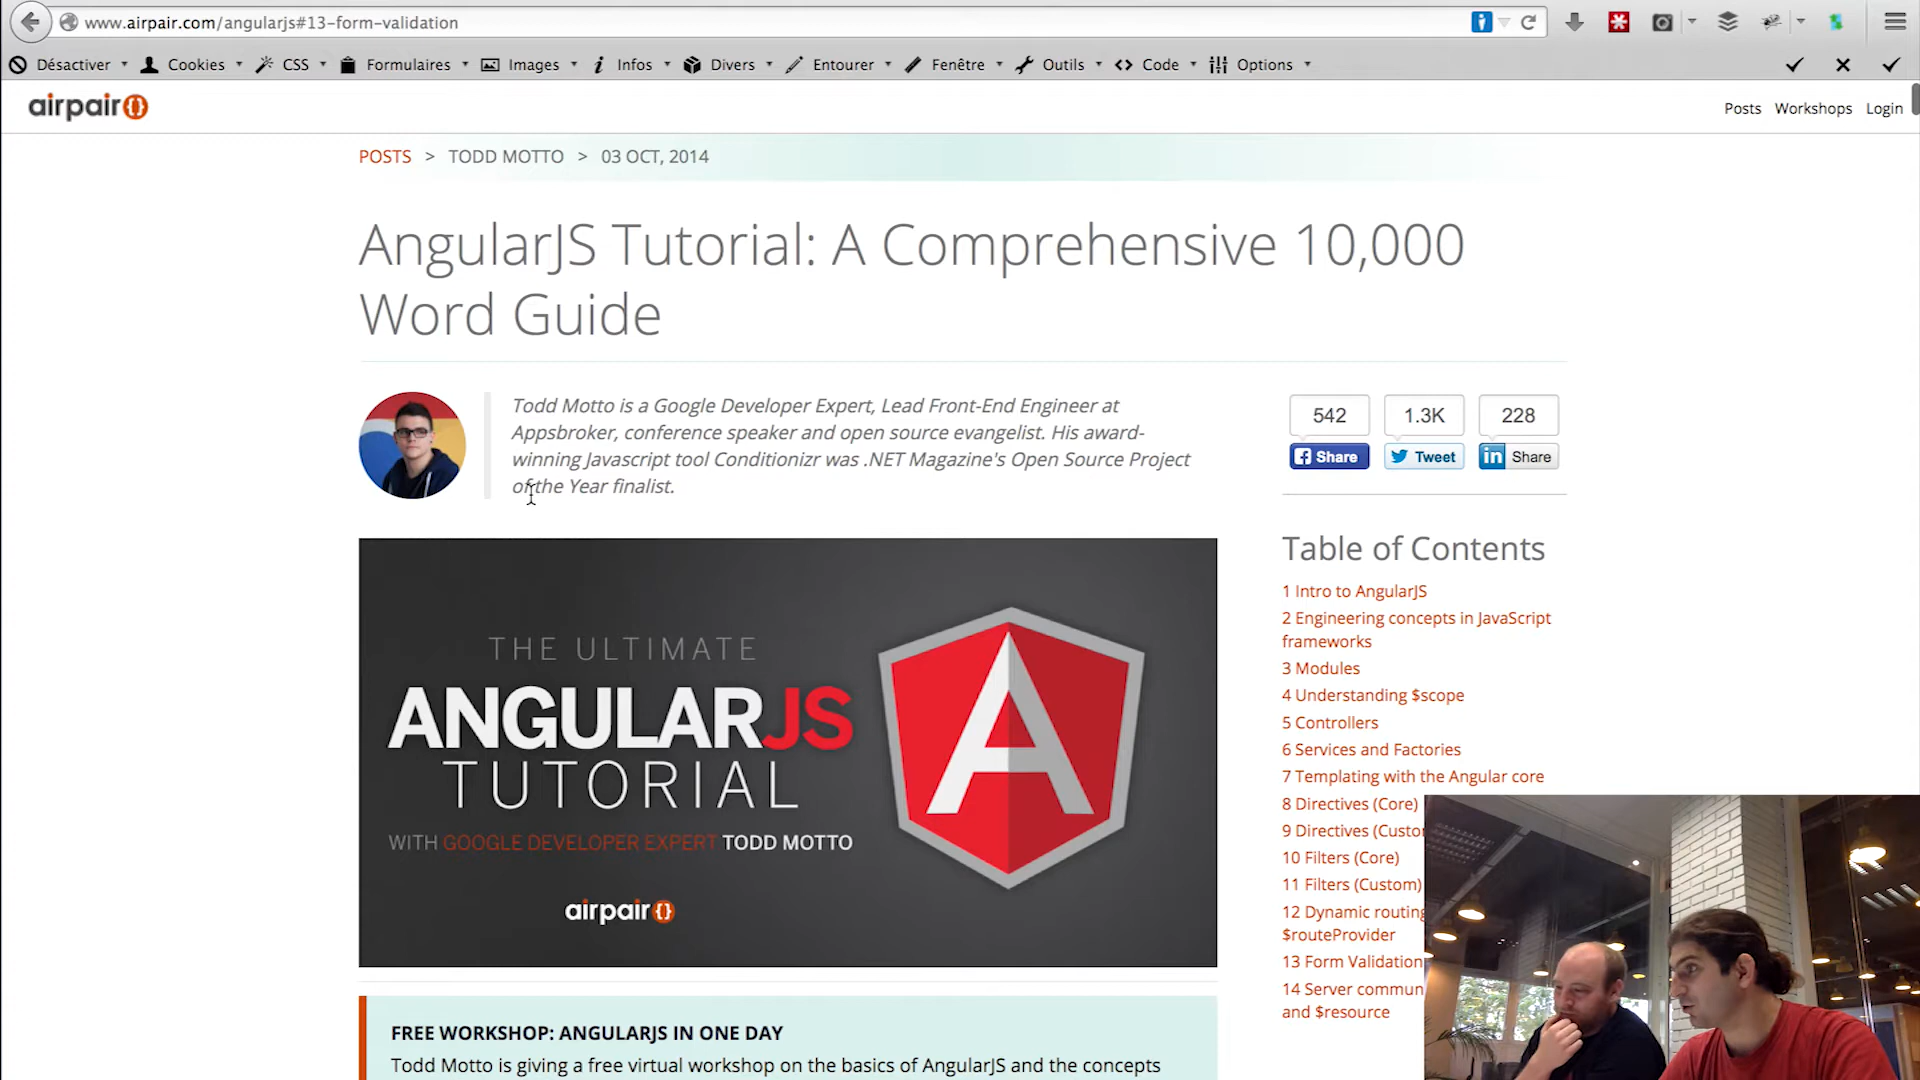 www.airpair.com/angularjs#13-form-validation
Désactiver Cookies CSS Formulaires Images Infos Divers Entourer Fenêtre Outils Code Options
airpair{}
Posts Workshops Login
POSTS > TODD MOTTO > 03 OCT, 2014
AngularJS Tutorial: A Comprehensive 10,000
Word Guide
Todd Motto is a Google Developer Expert, Lead Front-End Engineer at
Appsbroker, conference speaker and open source evangelist. His award-
winning Javascript tool Conditionizr was .NET Magazine's Open Source Project
of the Year finalist.
542 1.3K 228
Share Tweet in Share
THE ULTIMATE
ANGULARJS
TUTORIAL
WITH GOOGLE DEVELOPER EXPERT TODD MOTTO
airpair{}
Table of Contents
1 Intro to AngularJS
2 Engineering concepts in JavaScript
frameworks
3 Modules
4 Understanding $scope
5 Controllers
6 Services and Factories
7 Templating with the Angular core
8 Directives (Core)
9 Directives (Custo
10 Filters (Core)
11 Filters (Custom)
12 Dynamic routing
$routeProvider
13 Form Validation
14 Server commun
and $resource
FREE WORKSHOP: ANGULARJS IN ONE DAY
Todd Motto is giving a free virtual workshop on the basics of AngularJS and the concepts